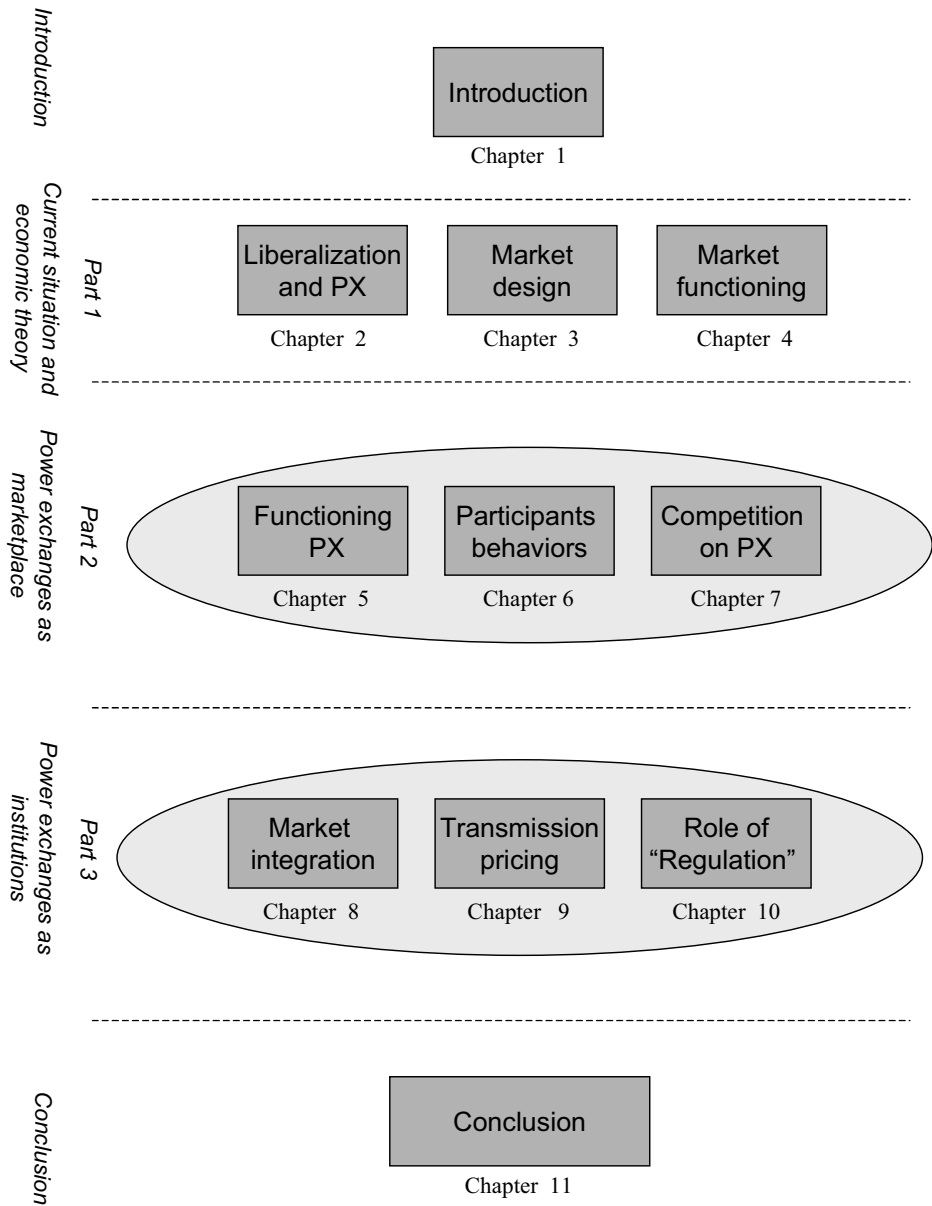 Introduction
Introduction
Chapter 1
Part 1
Current situation and
economic theory
Liberalization
and PX
Chapter 2
Market
design
Chapter 3
Market
functioning
Chapter 4
Part 2
Power exchanges as
marketplace
Functioning
PX
Chapter 5
Participants
behaviors
Chapter 6
Competition
on PX
Chapter 7
Part 3
Power exchanges as
institutions
Market
integration
Chapter 8
Transmission
pricing
Chapter 9
Role of
“Regulation”
Chapter 10
Conclusion
Conclusion
Chapter 11